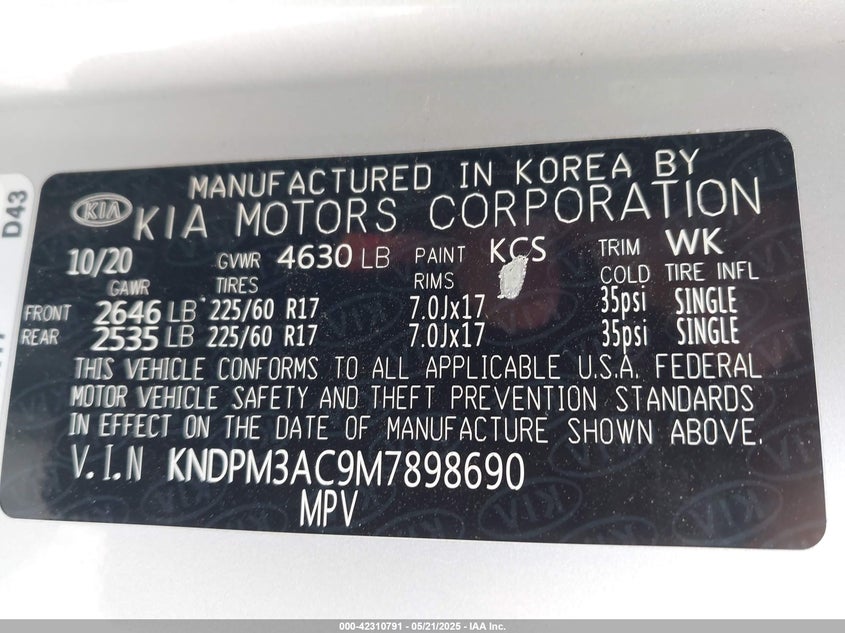 D43
MANUFACTURED IN KOREA BY
KIA KIA MOTORS CORPORATION
10/20 GVWR 4630 LB PAINT KCS TRIM WK
GAWR TIRES RIMS COLD TIRE INFL
FRONT 2646 LB 225/60 R17 7.0Jx17 35psi SINGLE
REAR 2535 LB 225/60 R17 7.0Jx17 35psi SINGLE
THIS VEHICLE CONFORMS TO ALL APPLICABLE U.S.A. FEDERAL
MOTOR VEHICLE SAFETY AND THEFT PREVENTION STANDARDS
IN EFFECT ON THE DATE OF MANUFACTURE SHOWN ABOVE.
V.I.N KNDPM3AC9M7898690
MPV
000-42310791 - 05/21/2025 - IAA Inc.